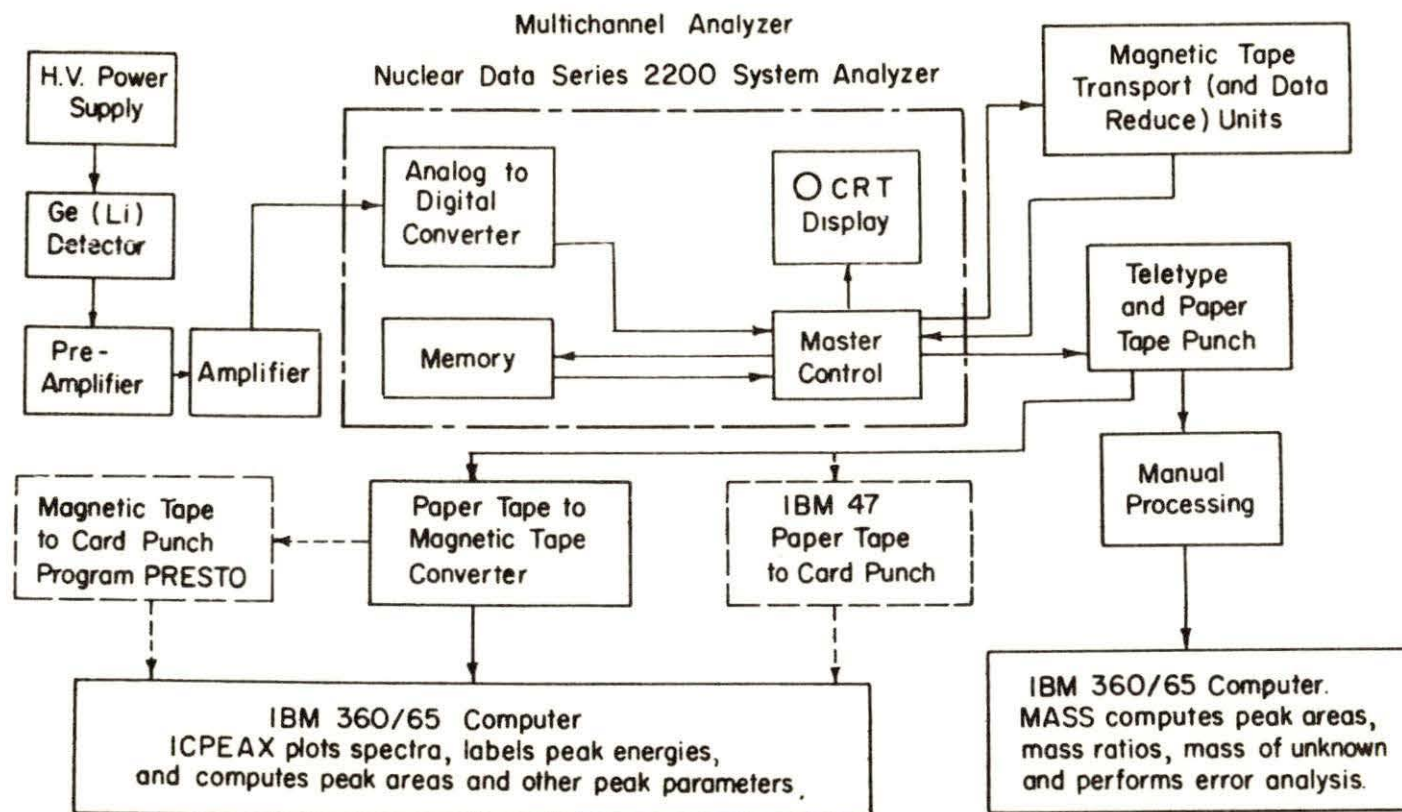 Multichannel Analyzer
Nuclear Data Series 2200 System Analyzer
H.V. Power
Supply
Ge (Li)
Detector
Pre-
Amplifier
Amplifier
Analog to
Digital
Converter
Memory
CRT
Display
Master
Control
Magnetic Tape
Transport (and Data
Reduce) Units
Teletype
and Paper
Tape Punch
Manual
Processing
Magnetic Tape
to Card Punch
Program PRESTO
Paper Tape to
Magnetic Tape
Converter
IBM 47
Paper Tape
to Card Punch
IBM 360/65 Computer
ICPEAX plots spectra, labels peak energies,
and computes peak areas and other peak parameters.
IBM 360/65 Computer.
MASS computes peak areas,
mass ratios, mass of unknown
and performs error analysis.